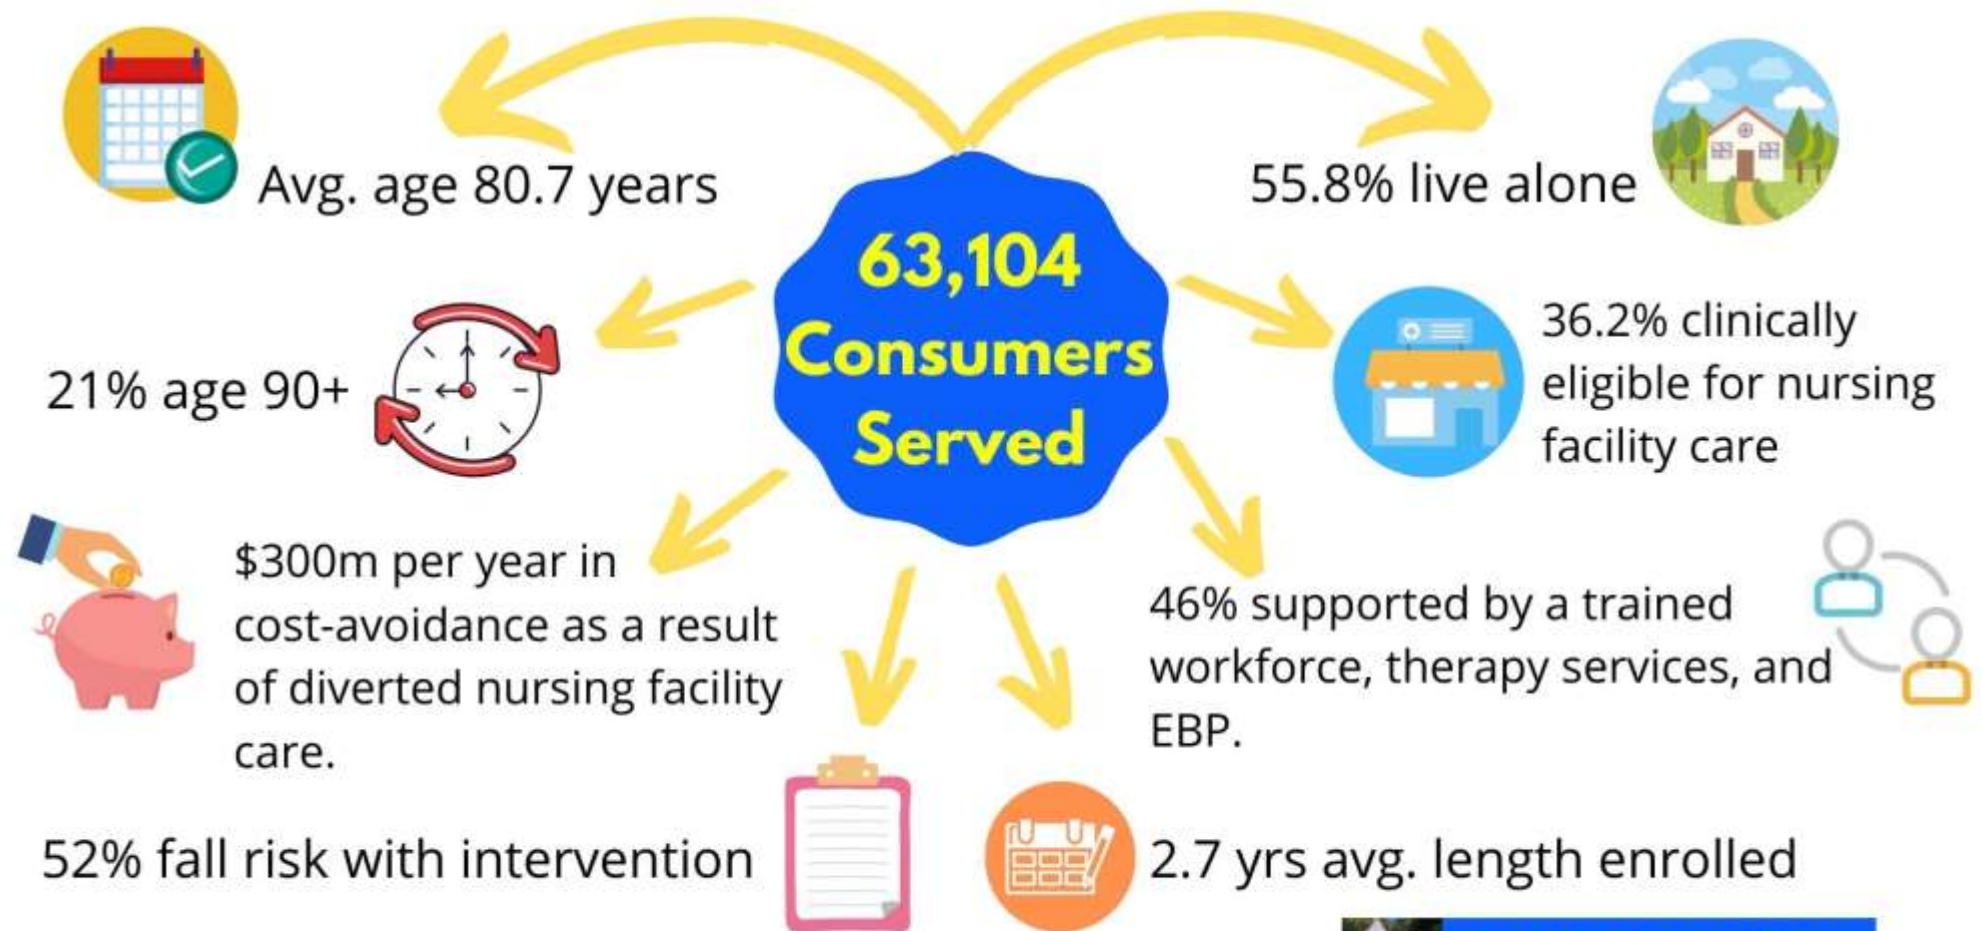 Avg. age 80.7 years
55.8% live alone
63,104
Consumers
Served
21% age 90+
36.2% clinically
eligible for nursing
facility care
$300m per year in
cost-avoidance as a result
of diverted nursing facility
care.
46% supported by a trained
workforce, therapy services, and
EBP.
52% fall risk with intervention
2.7 yrs avg. length enrolled